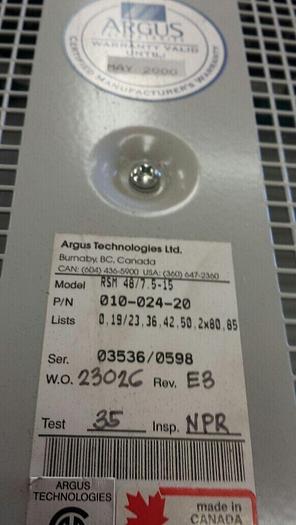 ARGUS
WARRANTY VALID
UNTIL:
MAY 2000
CERTIFIED MANUFACTURER'S WARRANTY
Argus Technologies Ltd.
Burnaby, BC, Canada
CAN: (604) 436-5900 USA: (360) 647-2360
Model RSM 48/7.5-15
P/N 010-024-20
Lists 0,19/23,36,42,50,2x80,85
Ser. 03536/0598
W.O. 23026 Rev. E3
Test 35 Insp. NPR
ARGUS
TECHNOLOGIES
made in
CANADA